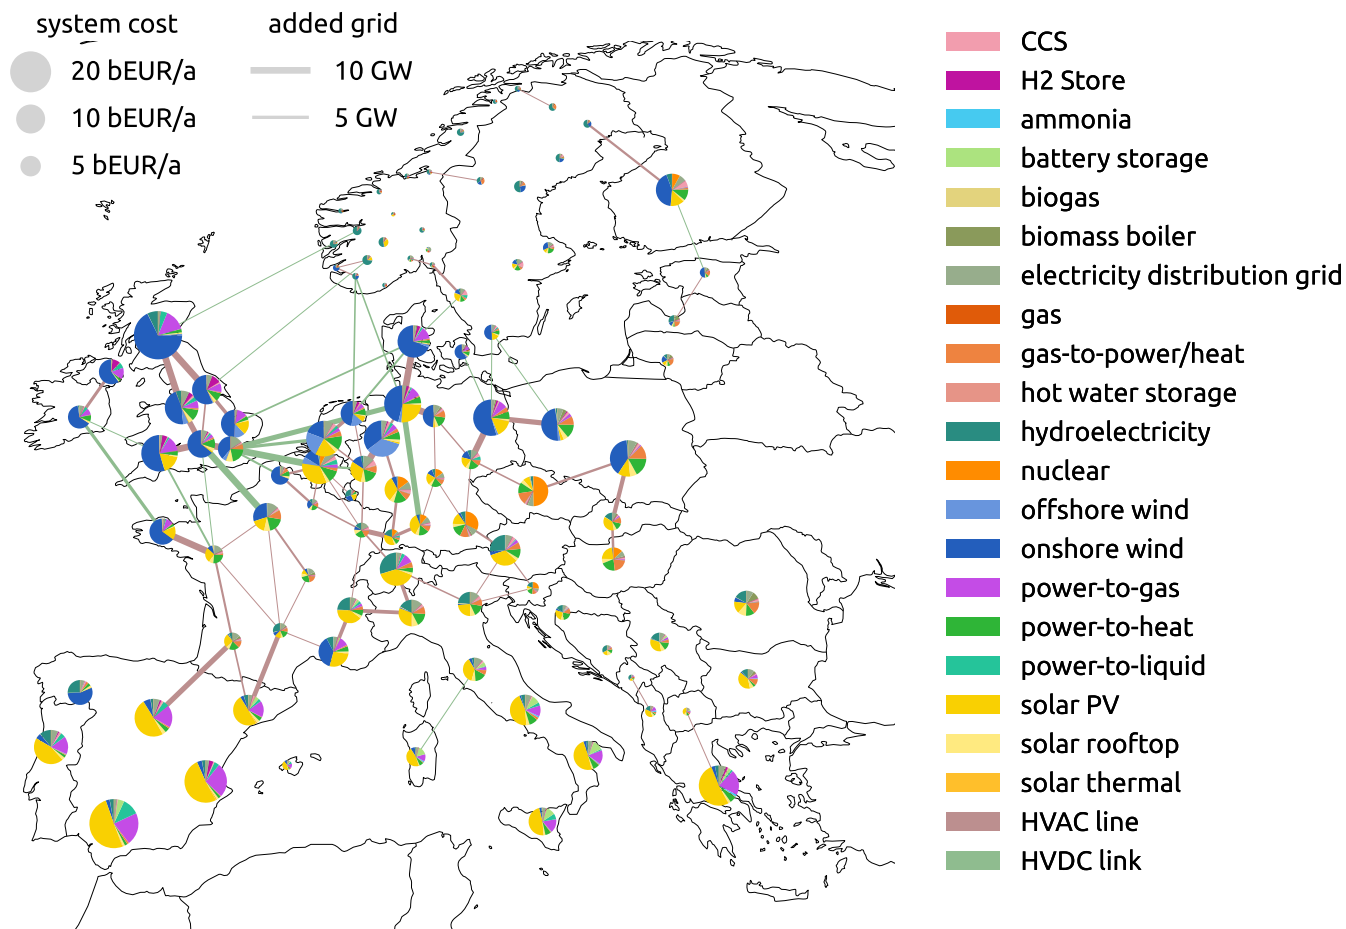 system cost
20 bEUR/a
10 bEUR/a
5 bEUR/a
added grid
10 GW
5 GW
CCS
H2 Store
ammonia
battery storage
biogas
biomass boiler
electricity distribution grid
gas
gas-to-power/heat
hot water storage
hydroelectricity
nuclear
offshore wind
onshore wind
power-to-gas
power-to-heat
power-to-liquid
solar PV
solar rooftop
solar thermal
HVAC line
HVDC link